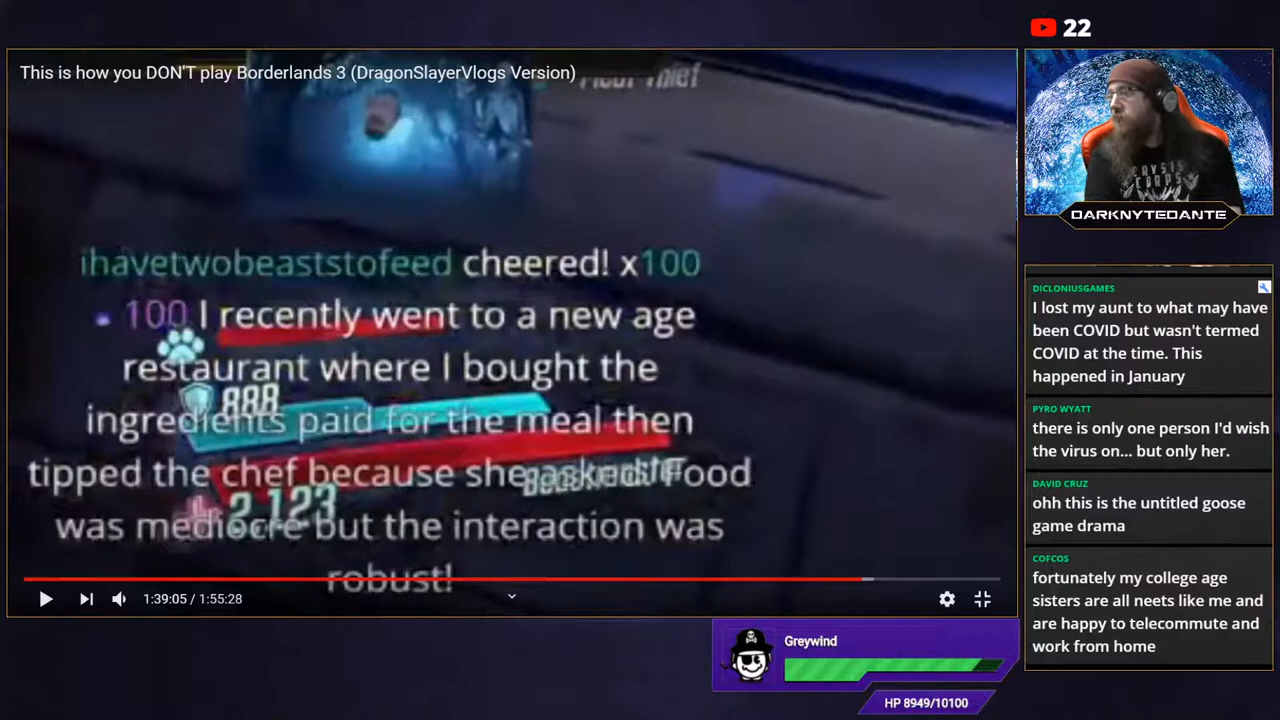 22
This is how you DON'T play Borderlands 3 (DragonSlayerVlogs Version)
ihavetwobeaststofeed cheered! x100
100 I recently went to a new age
restaurant where I bought the
888
ingredients paid for the meal then
tipped the chef because she asked. Food
2,123
was mediocre but the interaction was
robust!
1:39:05 / 1:55:28
DARKNYTEDANTE
DICLONIUSGAMES
I lost my aunt to what may have
been COVID but wasn't termed
COVID at the time. This
happened in January
PYRO WYATT
there is only one person I'd wish
the virus on... but only her.
DAVID CRUZ
ohh this is the untitled goose
game drama
COFCOS
fortunately my college age
sisters are all neets like me and
are happy to telecommute and
work from home
Greywind
HP 8949/10100